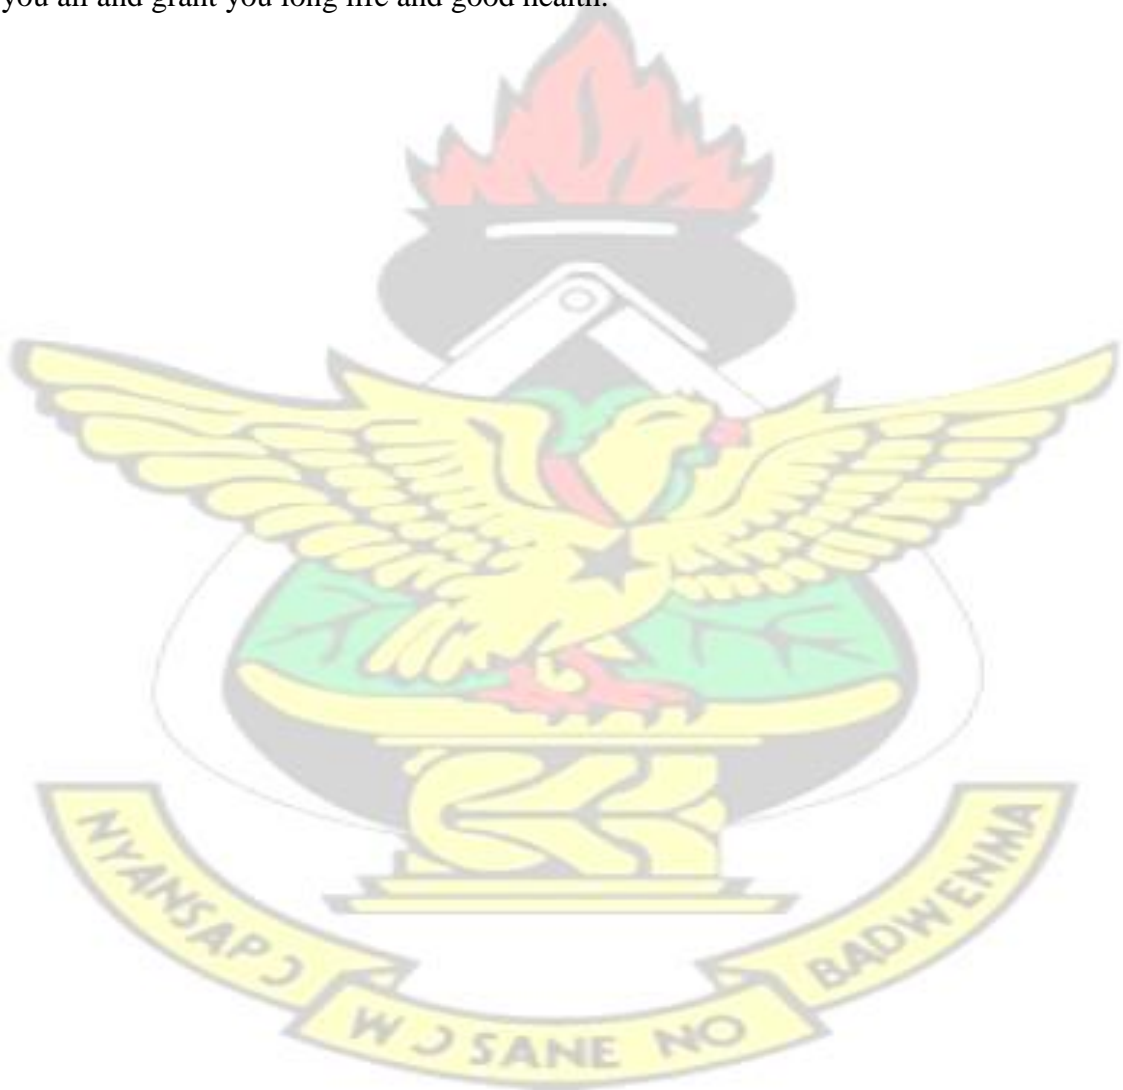 you all and grant you long life and good health.
NYANSAPƆ
WƆSANE NO
BADWENMA